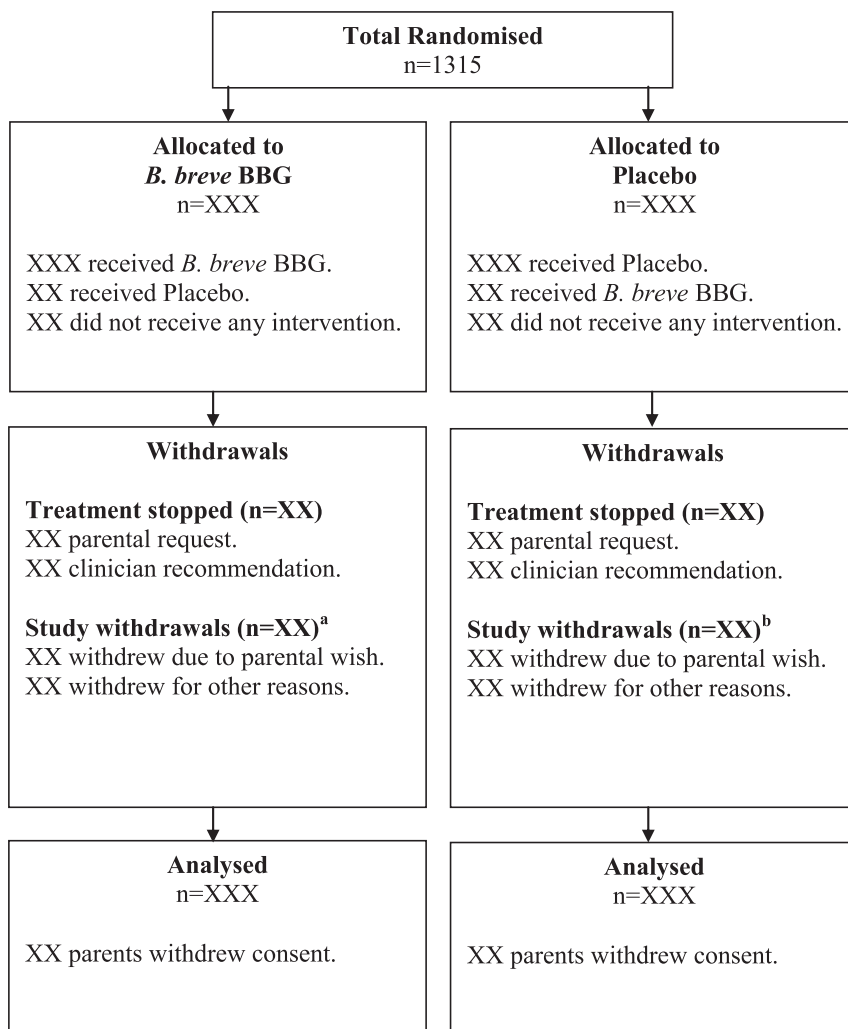 Total Randomised
n=1315
Allocated to
B. breve BBG
n=XXX
XXX received B. breve BBG.
XX received Placebo.
XX did not receive any intervention.
Allocated to
Placebo
n=XXX
XXX received Placebo.
XX received B. breve BBG.
XX did not receive any intervention.
Withdrawals
Treatment stopped (n=XX)
XX parental request.
XX clinician recommendation.
Study withdrawals (n=XX)a
XX withdrew due to parental wish.
XX withdrew for other reasons.
Withdrawals
Treatment stopped (n=XX)
XX parental request.
XX clinician recommendation.
Study withdrawals (n=XX)b
XX withdrew due to parental wish.
XX withdrew for other reasons.
Analysed
n=XXX
XX parents withdrew consent.
Analysed
n=XXX
XX parents withdrew consent.